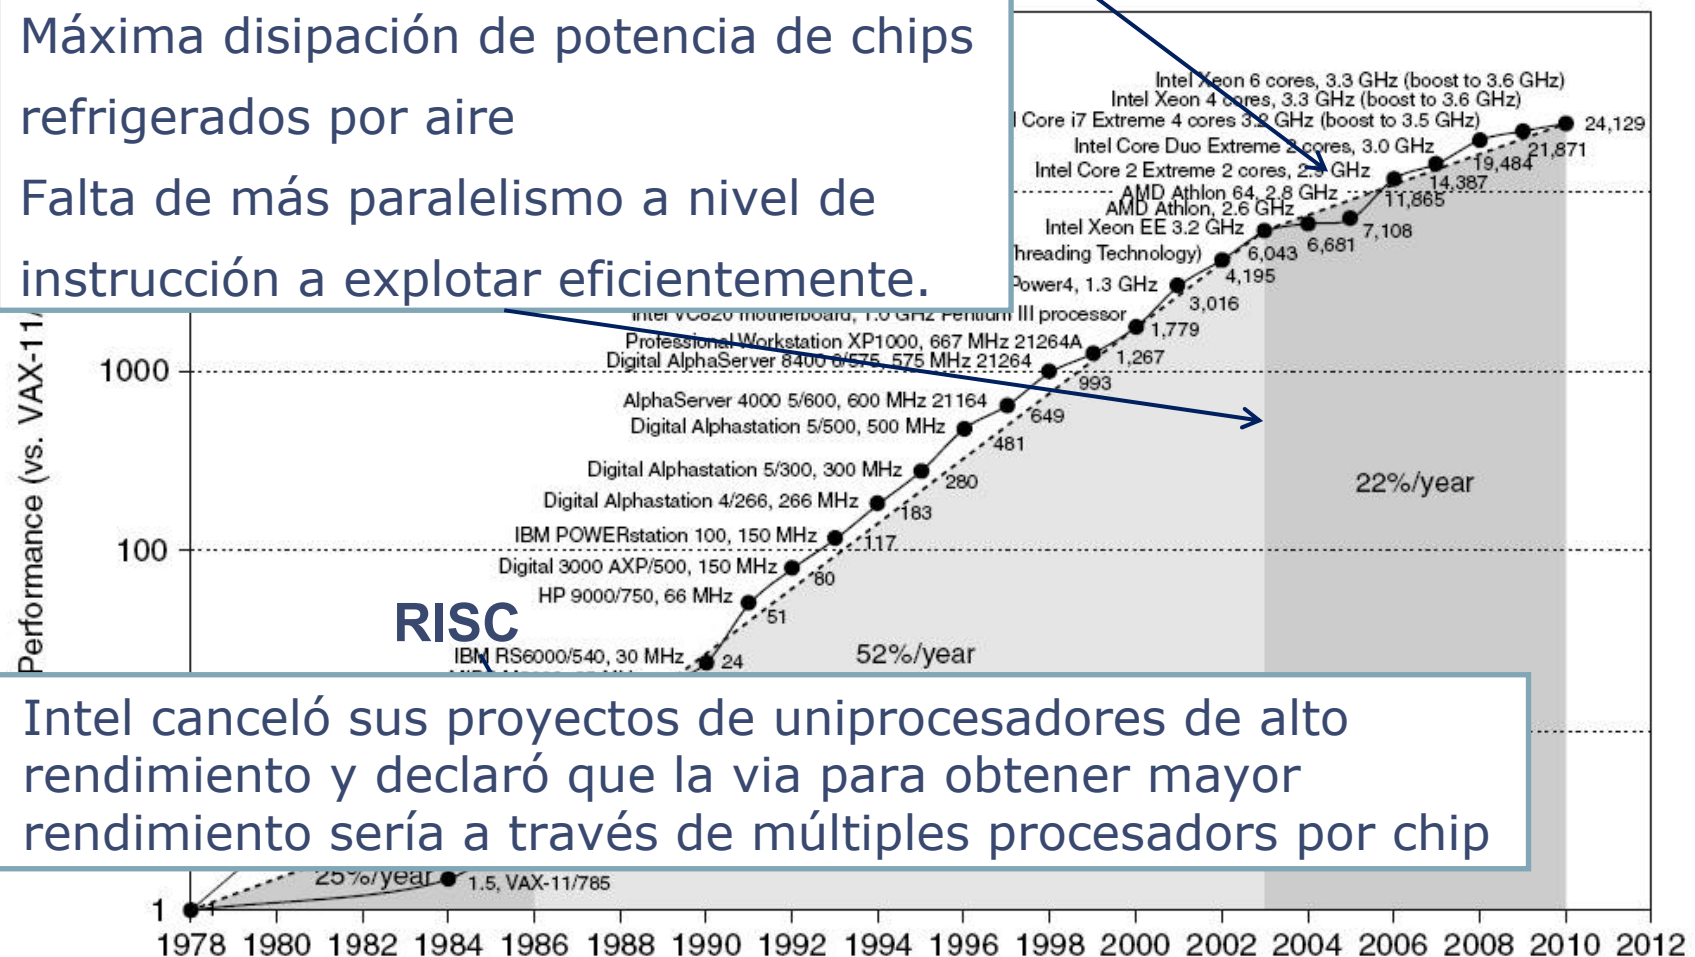 Máxima disipación de potencia de chips
refrigerados por aire
Falta de más paralelismo a nivel de
instrucción a explotar eficientemente.
Intel Xeon 6 cores, 3.3 GHz (boost to 3.6 GHz)
Intel Xeon 4 cores, 3.3 GHz (boost to 3.6 GHz)
Core i7 Extreme 4 cores 3.2 GHz (boost to 3.5 GHz)
24,129
Intel Core Duo Extreme 2 cores, 3.0 GHz
21,871
Intel Core 2 Extreme 2 cores, 2.9 GHz
19,484
AMD Athlon 64, 2.8 GHz
14,387
AMD Athlon, 2.6 GHz
11,865
Intel Xeon EE 3.2 GHz
7,108
6,681
Threading Technology)
6,043
4,195
Power4, 1.3 GHz
3,016
Intel VC820 motherboard, 1.0 GHz Pentium III processor
1,779
Professional Workstation XP1000, 667 MHz 21264A
1,267
Digital AlphaServer 8400 6/575, 575 MHz 21264
993
1000
AlphaServer 4000 5/600, 600 MHz 21164
649
Digital Alphastation 5/500, 500 MHz
481
Digital Alphastation 5/300, 300 MHz
280
22%/year
Digital Alphastation 4/266, 266 MHz
183
IBM POWERstation 100, 150 MHz
117
100
Digital 3000 AXP/500, 150 MHz
80
HP 9000/750, 66 MHz
51
RISC
IBM RS6000/540, 30 MHz
24
52%/year
Performance (vs. VAX-11/
Intel canceló sus proyectos de uniprocesadores de alto
rendimiento y declaró que la via para obtener mayor
rendimiento sería a través de múltiples procesadors por chip
25%/year
1.5, VAX-11/785
1
1978 1980 1982 1984 1986 1988 1990 1992 1994 1996 1998 2000 2002 2004 2006 2008 2010 2012